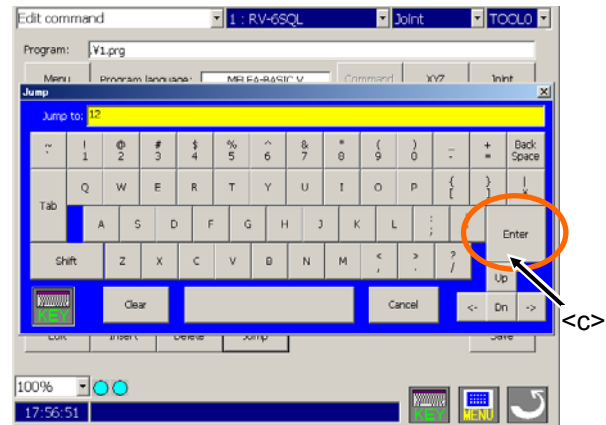 Edit command 1 : RV-6SQL Joint TOOL0
Program: .¥1.prg
Menu Program language: MELFA-BASIC V Command XYZ Joint
Jump
Jump to: 12
~ ` ! 1 @ 2 # 3 $ 4 % 5 ^ 6 & 7 * 8 ( 9 ) 0 _ - + = Back Space
Tab Q W E R T Y U I O P { [ } ] | ¥
A S D F G H J K L : ; Enter
Shift Z X C V B N M < , > . ? / Up
KEY Clear Cancel <- Dn ->
<c>
Edit Insert Delete Jump Save
100%
KEY MENU
17:56:51